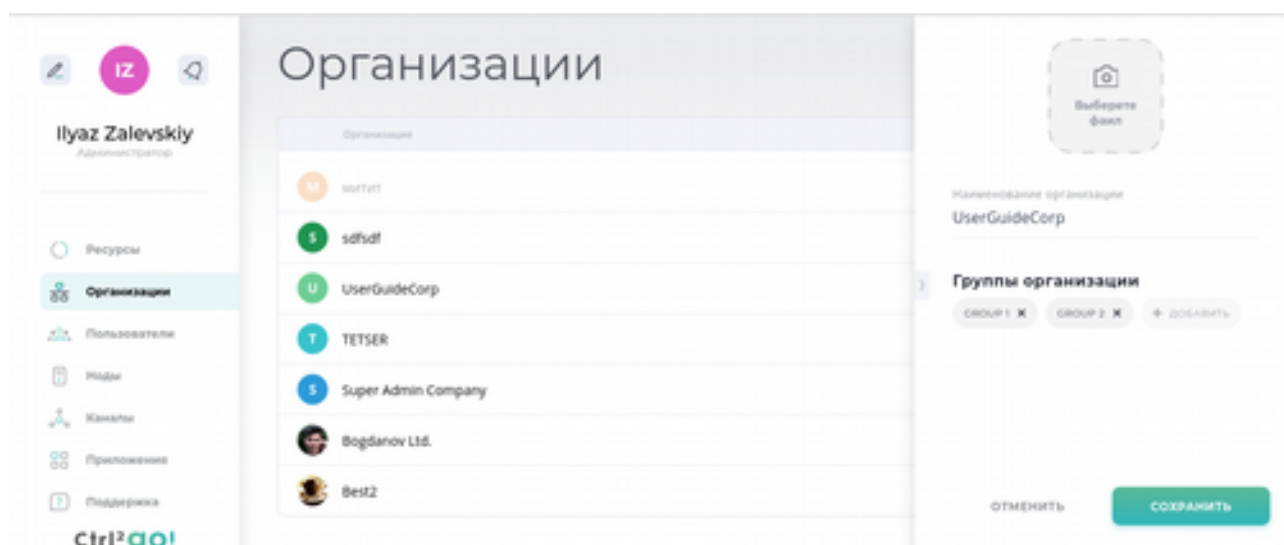 IZ
Ilyaz Zalevskiy
Администратор
Ресурсы
Организации
Пользователи
Ноды
Каналы
Приложения
Поддержка
Ctrl²go!
Организации
Организация
M
митит
S
sdfsdf
U
UserGuideCorp
T
TETSER
S
Super Admin Company
Bogdanov Ltd.
Best2
Выберете
файл
Наименование организации
UserGuideCorp
Группы организации
GROUP 1 × GROUP 2 × + ДОБАВИТЬ
ОТМЕНИТЬ СОХРАНИТЬ